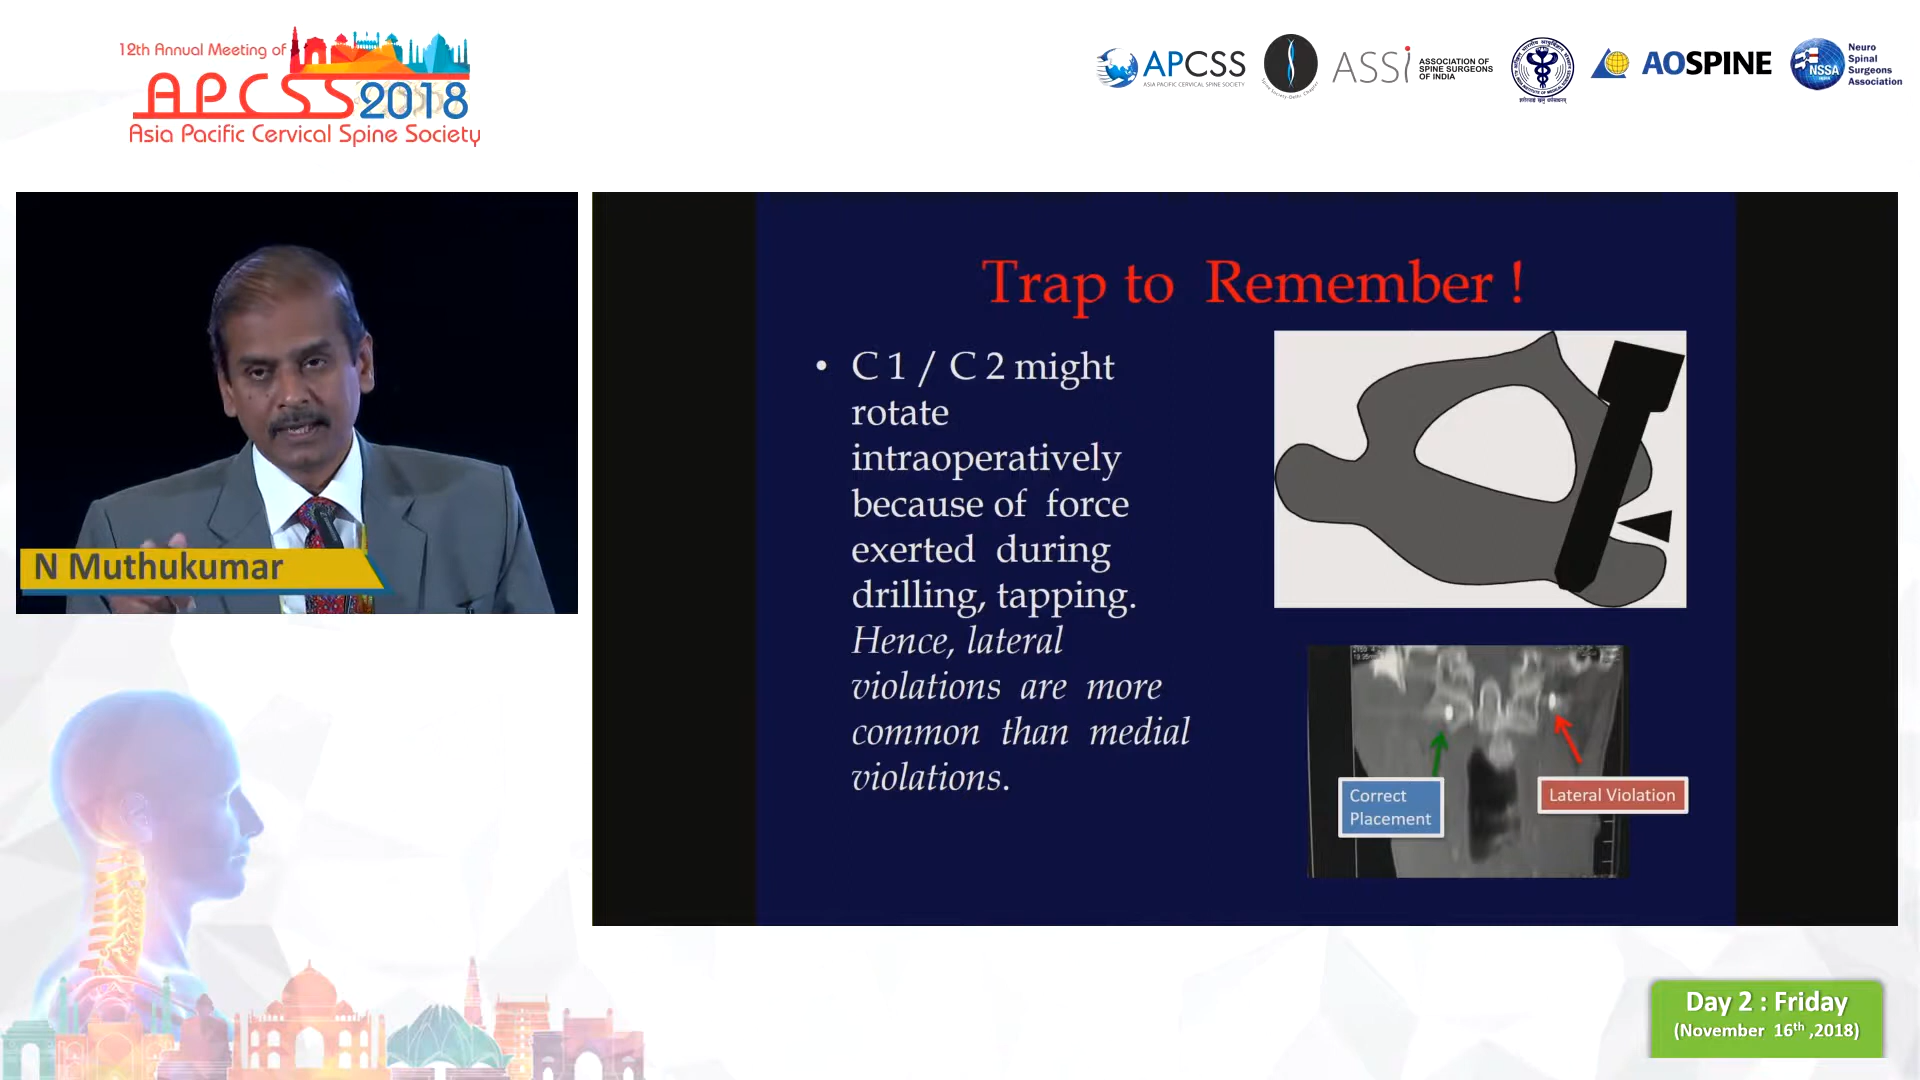 12th Annual Meeting of
APCSS 2018
Asia Pacific Cervical Spine Society
APCSS
ASIA PACIFIC CERVICAL SPINE SOCIETY
ASSi
ASSOCIATION OF
SPINE SURGEONS
OF INDIA
AOSPINE
NSSA
Neuro
Spinal
Surgeons
Association
N Muthukumar
Trap to Remember !
• C 1 / C 2 might
rotate
intraoperatively
because of force
exerted during
drilling, tapping.
Hence, lateral
violations are more
common than medial
violations.
Correct
Placement
Lateral Violation
Day 2 : Friday
(November 16th ,2018)